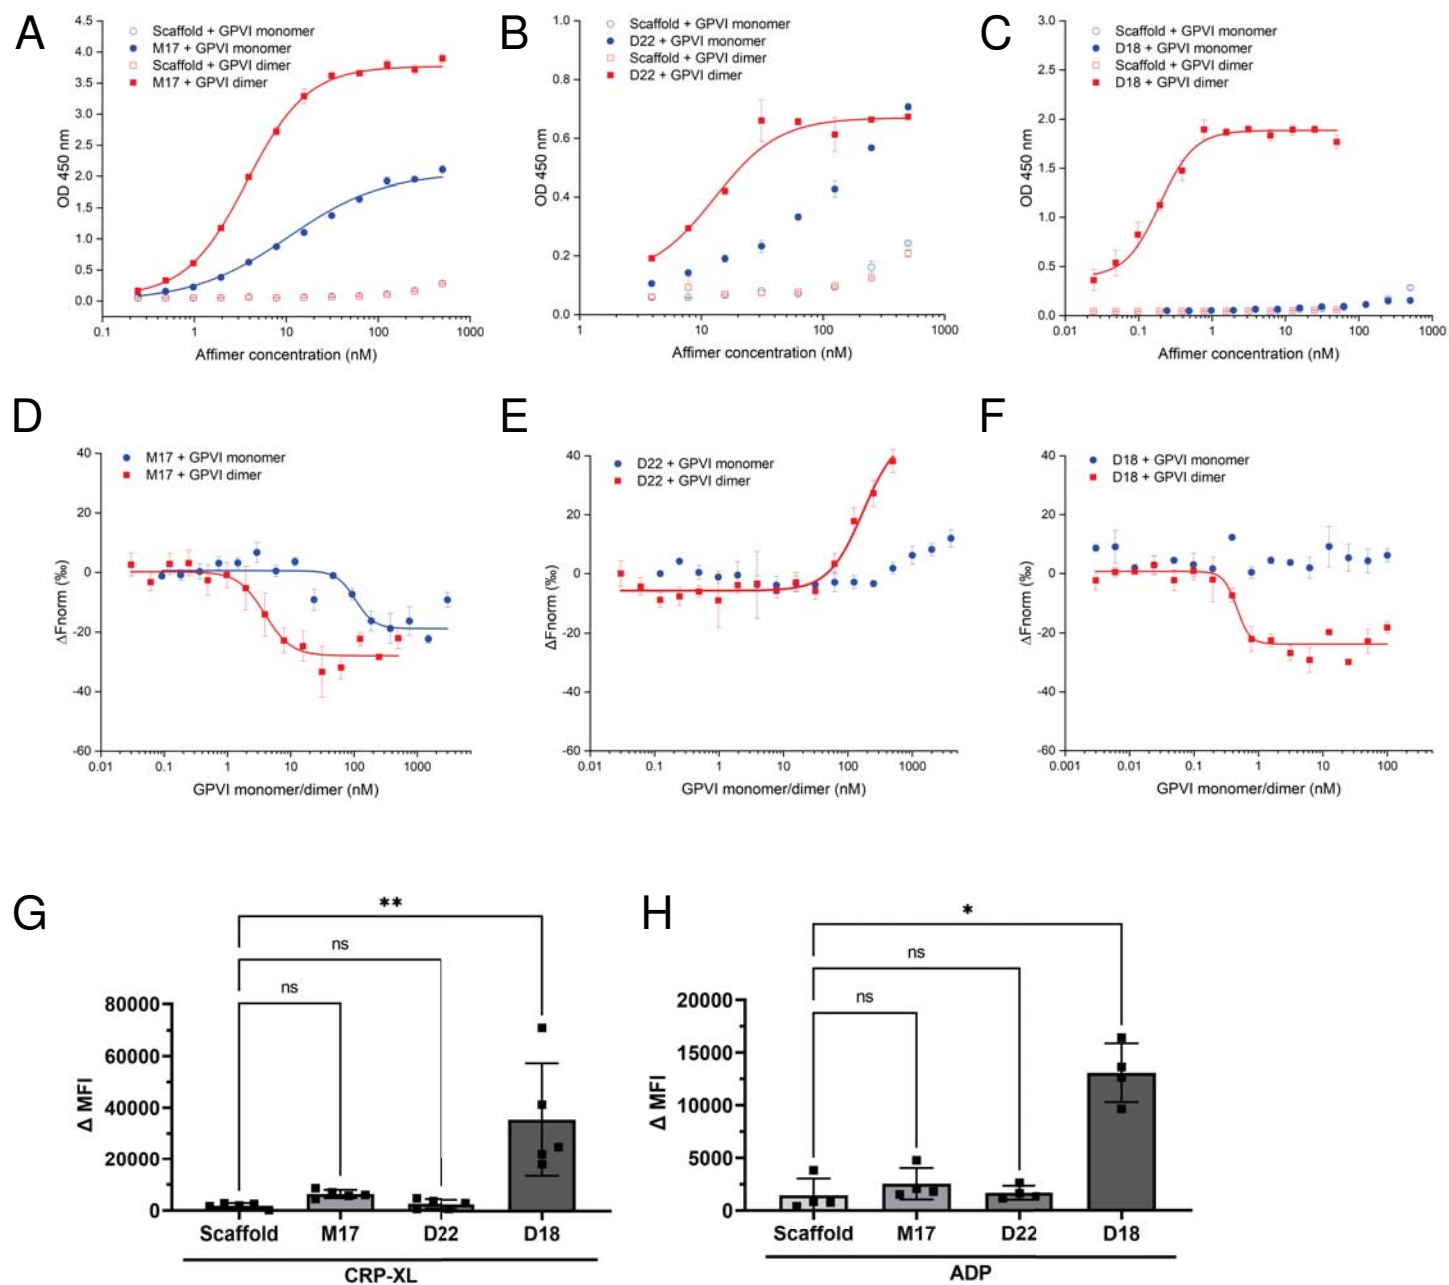 A
4.5
4.0
3.5
3.0
2.5
2.0
1.5
1.0
0.5
0.0
OD 450 nm
Scaffold + GPVI monomer
M17 + GPVI monomer
Scaffold + GPVI dimer
M17 + GPVI dimer
0.1 1 10 100 1000
Affimer concentration (nM)
B
1.0
0.8
0.6
0.4
0.2
0.0
OD 450 nm
Scaffold + GPVI monomer
D22 + GPVI monomer
Scaffold + GPVI dimer
D22 + GPVI dimer
1 10 100 1000
Affimer concentration (nM)
C
3.0
2.5
2.0
1.5
1.0
0.5
0.0
OD 450 nm
Scaffold + GPVI monomer
D18 + GPVI monomer
Scaffold + GPVI dimer
D18 + GPVI dimer
0.01 0.1 1 10 100 1000
Affimer concentration (nM)
D
40
20
0
-20
-40
-60
ΔFnorm (‰)
M17 + GPVI monomer
M17 + GPVI dimer
0.01 0.1 1 10 100 1000
GPVI monomer/dimer (nM)
E
40
20
0
-20
-40
-60
ΔFnorm (‰)
D22 + GPVI monomer
D22 + GPVI dimer
0.01 0.1 1 10 100 1000
GPVI monomer/dimer (nM)
F
40
20
0
-20
-40
-60
ΔFnorm (‰)
D18 + GPVI monomer
D18 + GPVI dimer
0.001 0.01 0.1 1 10 100
GPVI monomer/dimer (nM)
G
**
ns
ns
80000
60000
40000
20000
0
Δ MFI
Scaffold M17 D22 D18
CRP-XL
H
*
ns
ns
20000
15000
10000
5000
0
Δ MFI
Scaffold M17 D22 D18
ADP